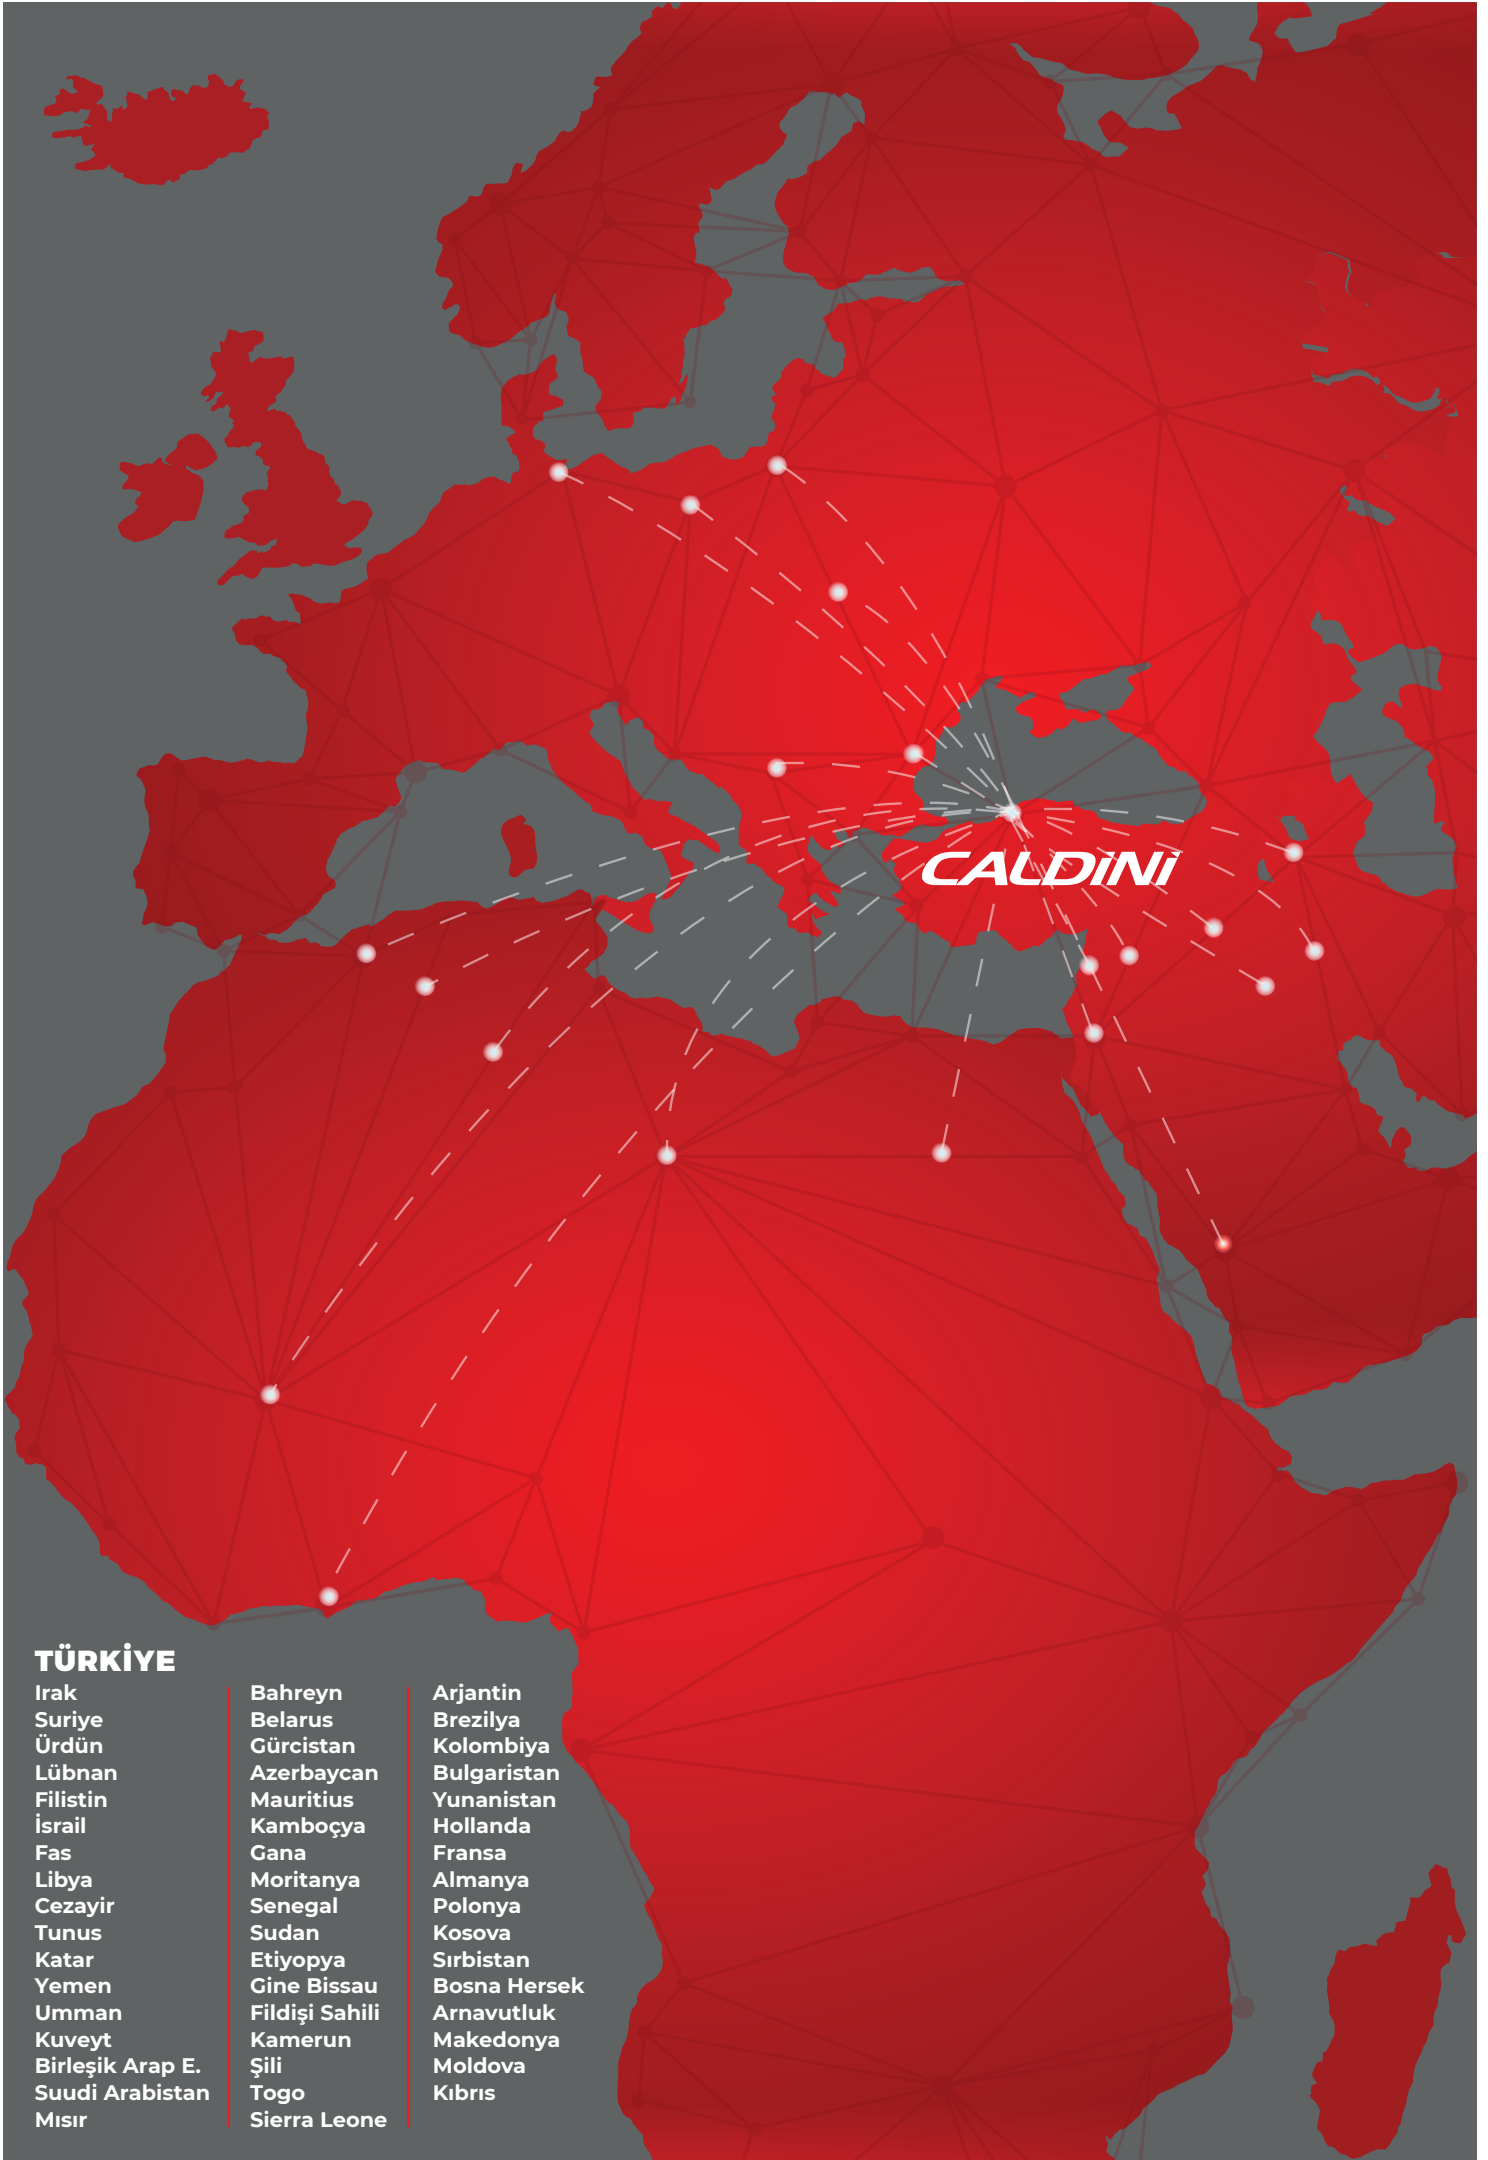 CALDiNi
TÜRKİYE
Irak
Suriye
Ürdün
Lübnan
Filistin
İsrail
Fas
Libya
Cezayir
Tunus
Katar
Yemen
Umman
Kuveyt
Birleşik Arap E.
Suudi Arabistan
Mısır
Bahreyn
Belarus
Gürcistan
Azerbaycan
Mauritius
Kamboçya
Gana
Moritanya
Senegal
Sudan
Etiyopya
Gine Bissau
Fildişi Sahili
Kamerun
Şili
Togo
Sierra Leone
Arjantin
Brezilya
Kolombiya
Bulgaristan
Yunanistan
Hollanda
Fransa
Almanya
Polonya
Kosova
Sırbistan
Bosna Hersek
Arnavutluk
Makedonya
Moldova
Kıbrıs